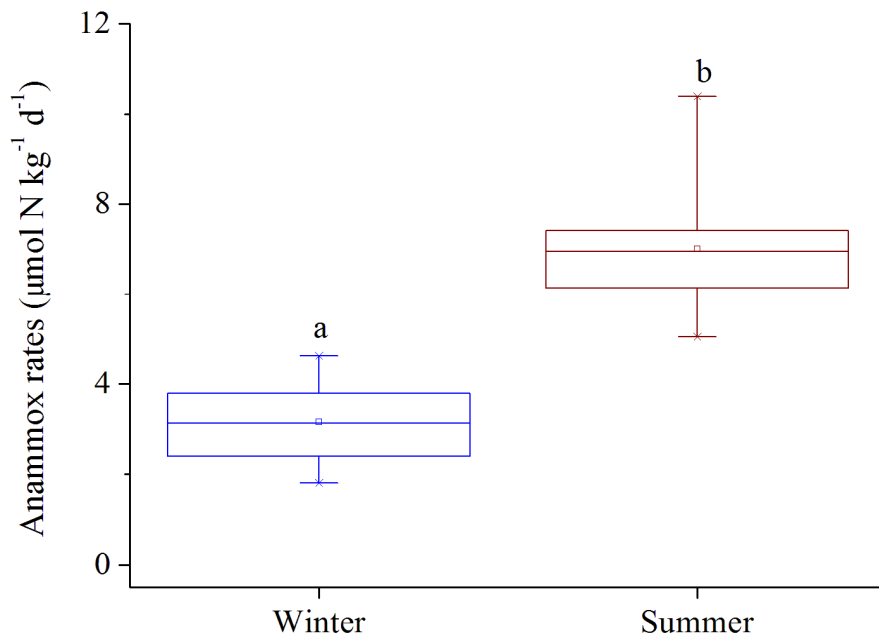 Anammox rates (μmol N kg⁻¹ d⁻¹)
12
8
4
0
a
b
Winter Summer